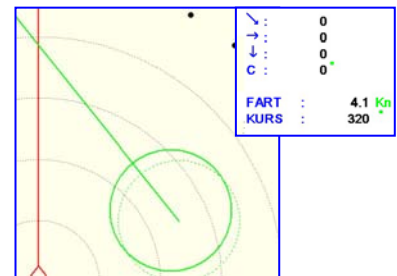 ↘ : 0
→ : 0
↓ : 0
C : 0 °
FART : 4.1 Kn
KURS : 320 °